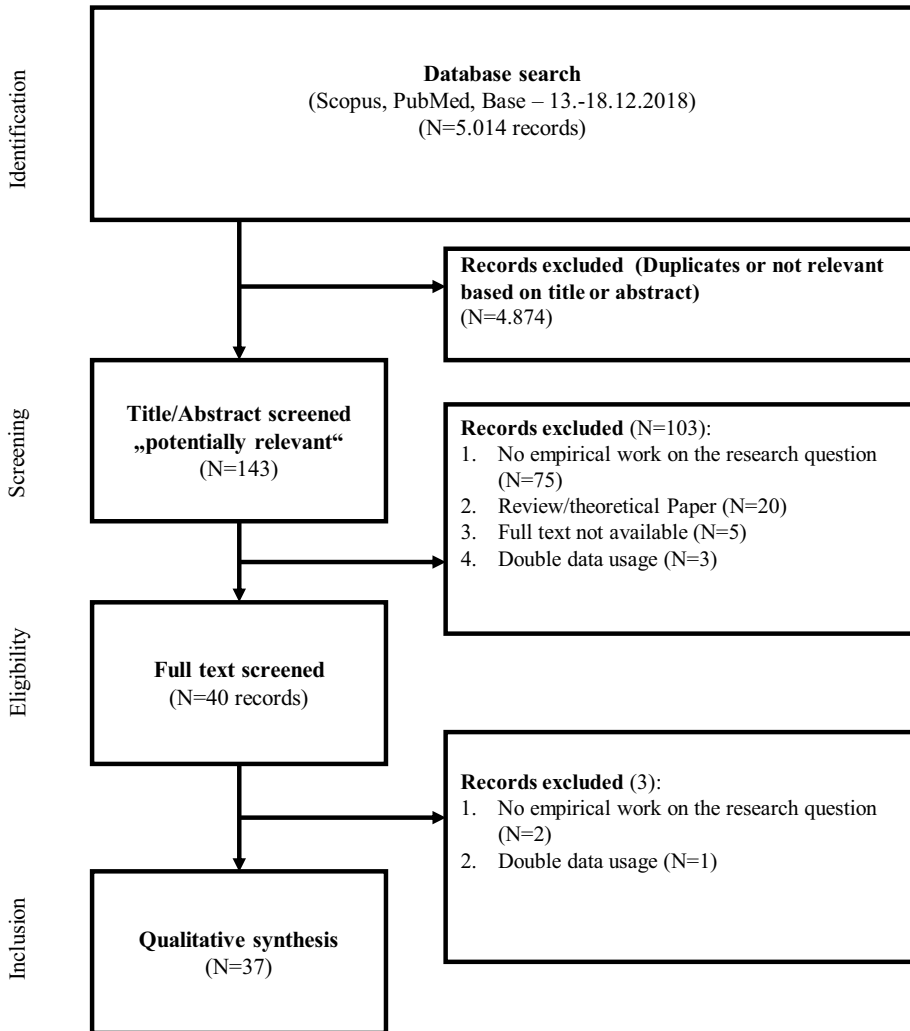 Identification
Database search
(Scopus, PubMed, Base – 13.-18.12.2018)
(N=5.014 records)
Records excluded (Duplicates or not relevant
based on title or abstract)
(N=4.874)
Screening
Title/Abstract screened
„potentially relevant“
(N=143)
Records excluded (N=103):
1. No empirical work on the research question
(N=75)
2. Review/theoretical Paper (N=20)
3. Full text not available (N=5)
4. Double data usage (N=3)
Eligibility
Full text screened
(N=40 records)
Records excluded (3):
1. No empirical work on the research question
(N=2)
2. Double data usage (N=1)
Inclusion
Qualitative synthesis
(N=37)